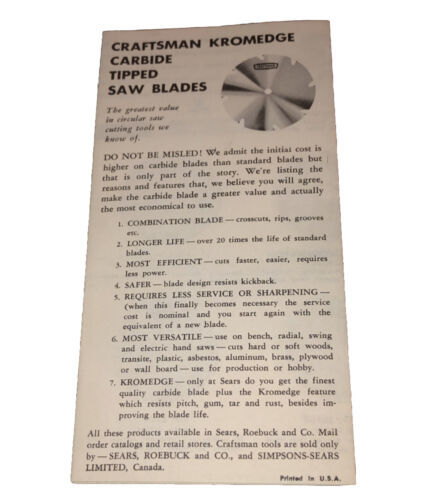 CRAFTSMAN KROMEDGE
CARBIDE
TIPPED
SAW BLADES
The greatest value
in circular saw
cutting tools we
know of.
DO NOT BE MISLED! We admit the initial cost is
higher on carbide blades than standard blades but
that is only part of the story. We're listing the
reasons and features that, we believe you will agree,
make the carbide blade a greater value and actually
the most economical to use.
1. COMBINATION BLADE — crosscuts, rips, grooves
etc.
2. LONGER LIFE — over 20 times the life of standard
blades.
3. MOST EFFICIENT — cuts faster, easier, requires
less power.
4. SAFER — blade design resists kickback.
5. REQUIRES LESS SERVICE OR SHARPENING —
(when this finally becomes necessary the service
cost is nominal and you start again with the
equivalent of a new blade.
6. MOST VERSATILE — use on bench, radial, swing
and electric hand saws — cuts hard or soft woods,
transite, plastic, asbestos, aluminum, brass, plywood
or wall board — use for production or hobby.
7. KROMEDGE — only at Sears do you get the finest
quality carbide blade plus the Kromedge feature
which resists pitch, gum, tar and rust, besides im-
proving the blade life.
All these products available in Sears, Roebuck and Co. Mail
order catalogs and retail stores. Craftsman tools are sold only
by — SEARS, ROEBUCK and CO., and SIMPSONS-SEARS
LIMITED, Canada.
Printed in U.S.A.